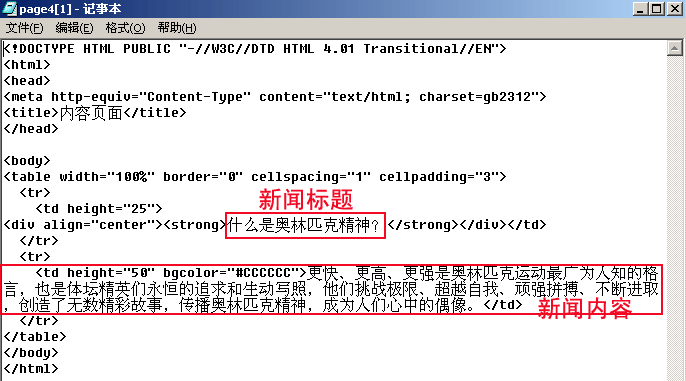 page4[1] - 记事本
文件(F) 编辑(E) 格式(O) 帮助(H)
<!DOCTYPE HTML PUBLIC "-//W3C//DTD HTML 4.01 Transitional//EN">
<html>
<head>
<meta http-equiv="Content-Type" content="text/html; charset=gb2312">
<title>内容页面</title>
</head>
<body>
<table width="100%" border="0" cellspacing="1" cellpadding="3">
<tr>
新闻标题
<td height="25">
<div align="center"><strong>什么是奥林匹克精神？</strong></div></td>
</tr>
<tr>
<td height="50" bgcolor="#CCCCCC">更快、更高、更强是奥林匹克运动最广为人知的格
言，也是体坛精英们永恒的追求和生动写照，他们挑战极限、超越自我、顽强拼搏、不断进取
，创造了无数精彩故事，传播奥林匹克精神，成为人们心中的偶像。</td>
新闻内容
</tr>
</table>
</body>
</html>